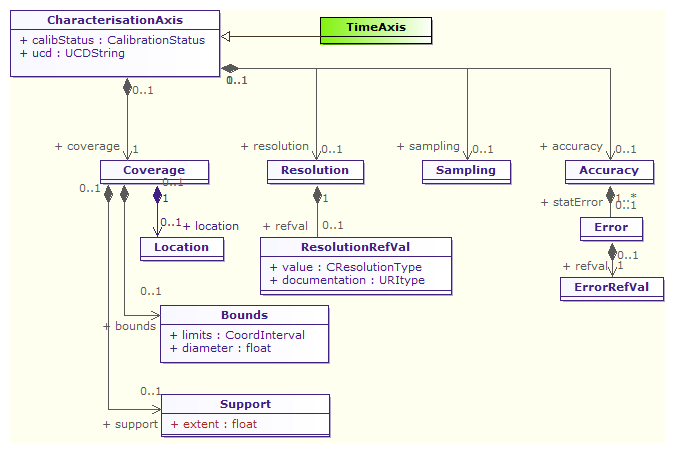 CharacterisationAxis
+ calibStatus : CalibrationStatus
+ ucd : UCDString
TimeAxis
0..1
0..1
+ coverage
1
+ resolution
0..1
+ sampling
0..1
+ accuracy
0..1
Coverage
Resolution
Sampling
Accuracy
0..1
0..1
1
1
1..*
0..1
+ statError
0..1
+ location
+ refval
0..1
Error
Location
ResolutionRefVal
+ value : CResolutionType
+ documentation : URItype
0..1
+ refval
1
ErrorRefVal
0..1
+ bounds
Bounds
+ limits : CoordInterval
+ diameter : float
0..1
+ support
Support
+ extent : float